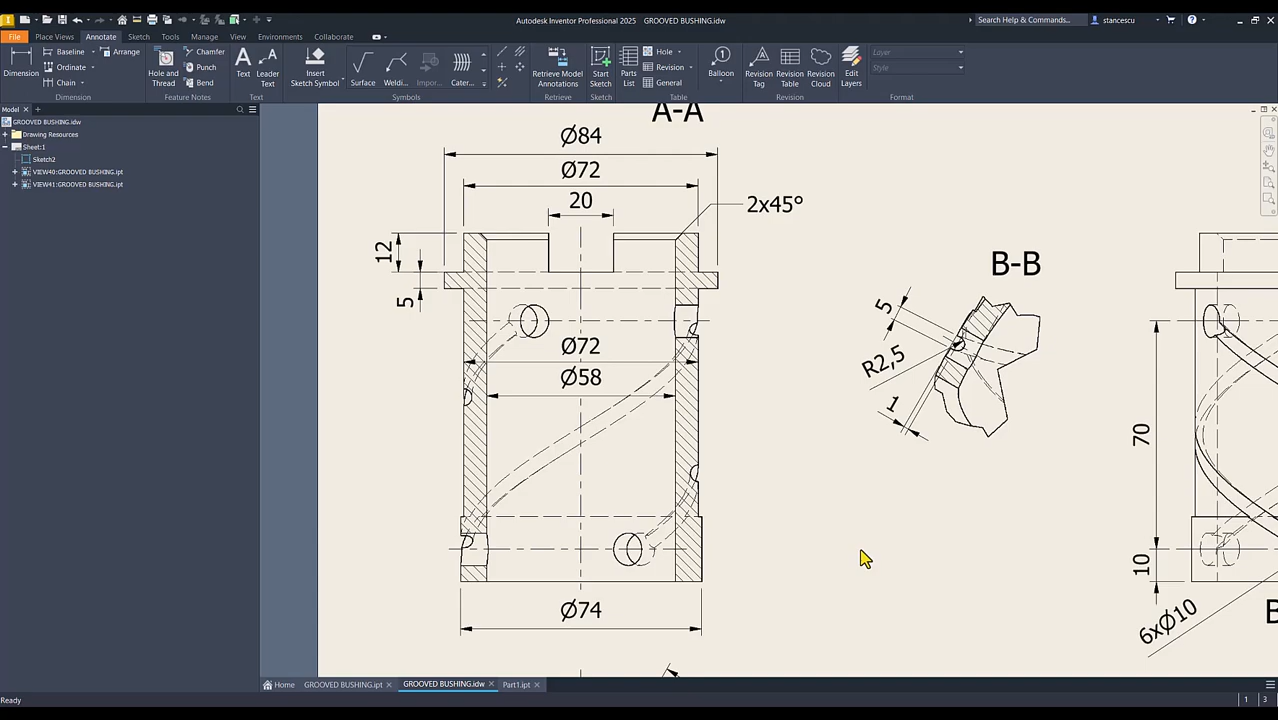 Autodesk Inventor Professional 2025 GROOVED BUSHING.idw
Search Help & Commands...
stancescu
File Place Views Annotate Sketch Tools Manage View Environments Collaborate
Dimension
Baseline Arrange
Ordinate
Chain
Dimension
Hole and Thread
Chamfer
Punch
Bend
Feature Notes
Text
Leader Text
Text
Insert Sketch Symbol
Surface
Weldi...
Impor...
Cater...
Symbols
Retrieve Model Annotations
Retrieve
Start Sketch
Sketch
Parts List
Hole
Revision
General
Table
Balloon
Revision Tag
Revision Table
Revision Cloud
Revision
Edit Layers
Layer
Style
Format
Model
GROOVED BUSHING.idw
Drawing Resources
Sheet:1
Sketch2
VIEW40:GROOVED BUSHING.ipt
VIEW41:GROOVED BUSHING.ipt
A-A
Ø84
Ø72
20
2x45°
12
5
Ø72
Ø58
Ø74
B-B
5
R2,5
1
70
10
6xØ10
Home GROOVED BUSHING.ipt GROOVED BUSHING.idw Part1.ipt
Ready
1 3